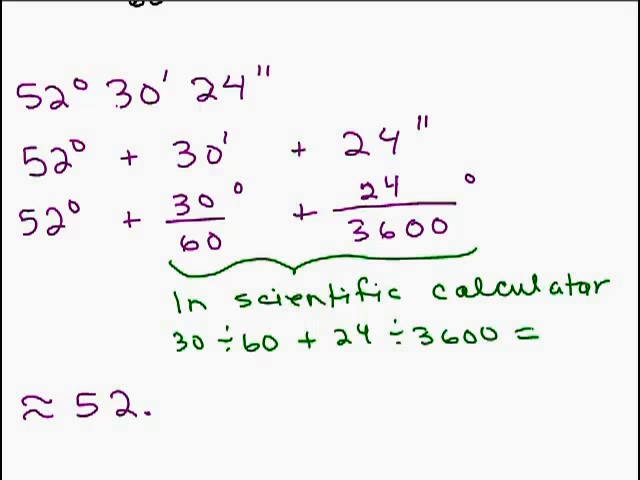 52° 30' 24"
52° + 30' + 24"
52° + 30/60 ° + 24/3600 °
In scientific calculator
30 ÷ 60 + 24 ÷ 3600 =
≈ 52.